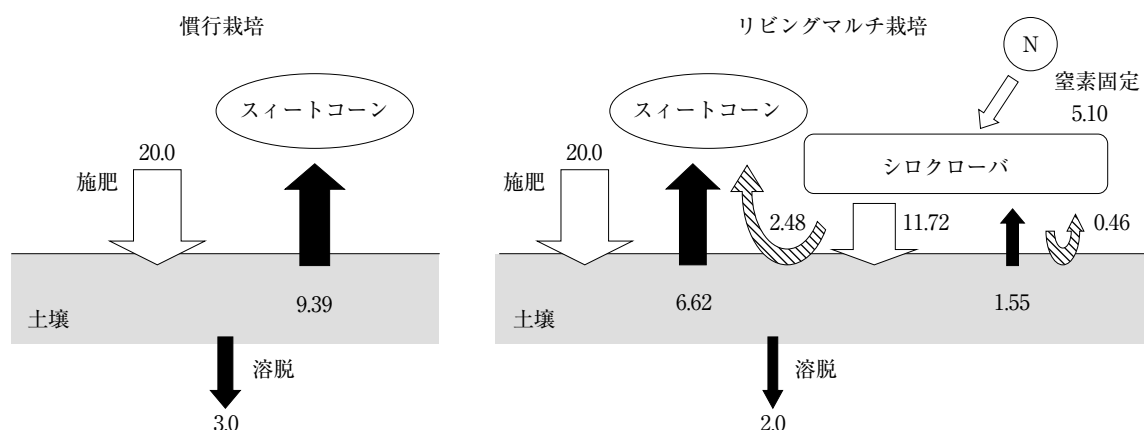 慣行栽培
スィートコーン
20.0
施肥
9.39
土壌
溶脱
3.0
リビングマルチ栽培
N
窒素固定
5.10
スィートコーン
シロクローバ
20.0
施肥
2.48
11.72
0.46
6.62
1.55
土壌
溶脱
2.0